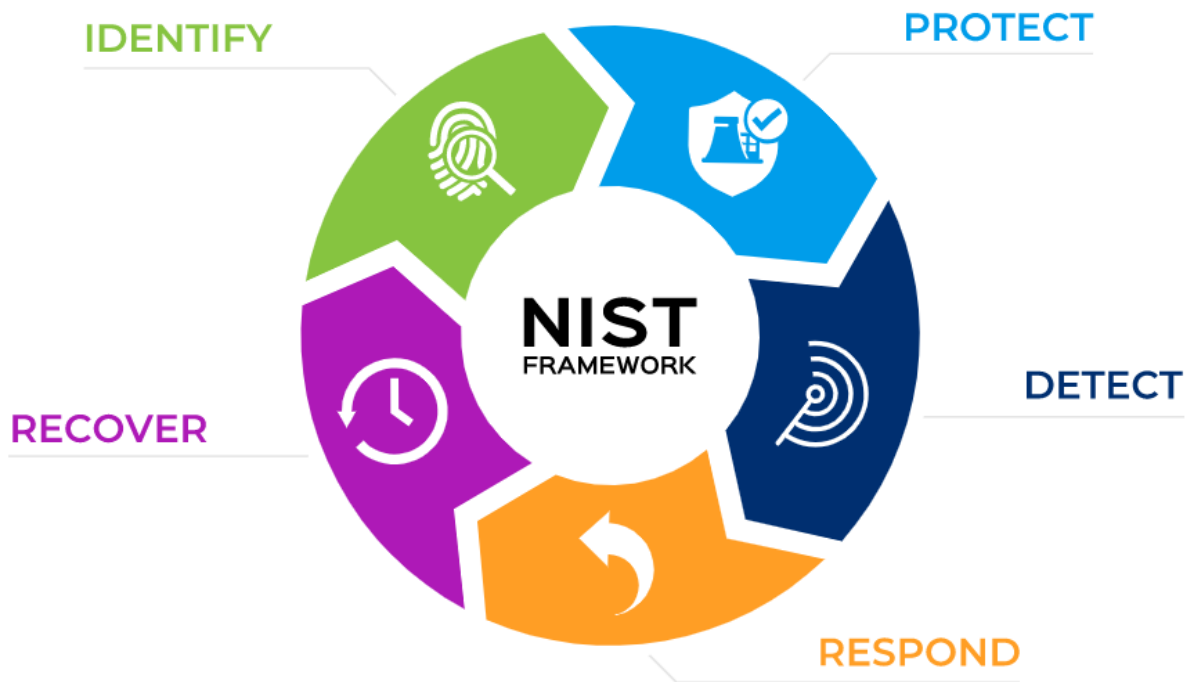 IDENTIFY
PROTECT
NIST
FRAMEWORK
DETECT
RECOVER
RESPOND